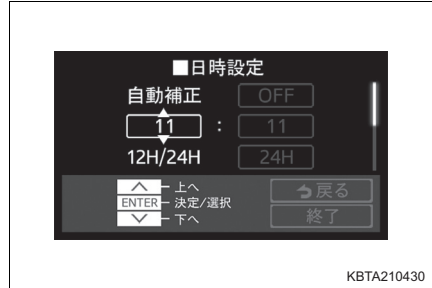 ■日時設定
自動補正 OFF
11 : 11
12H/24H 24H
上へ
ENTER 決定/選択
下へ
戻る
終了
KBTA210430